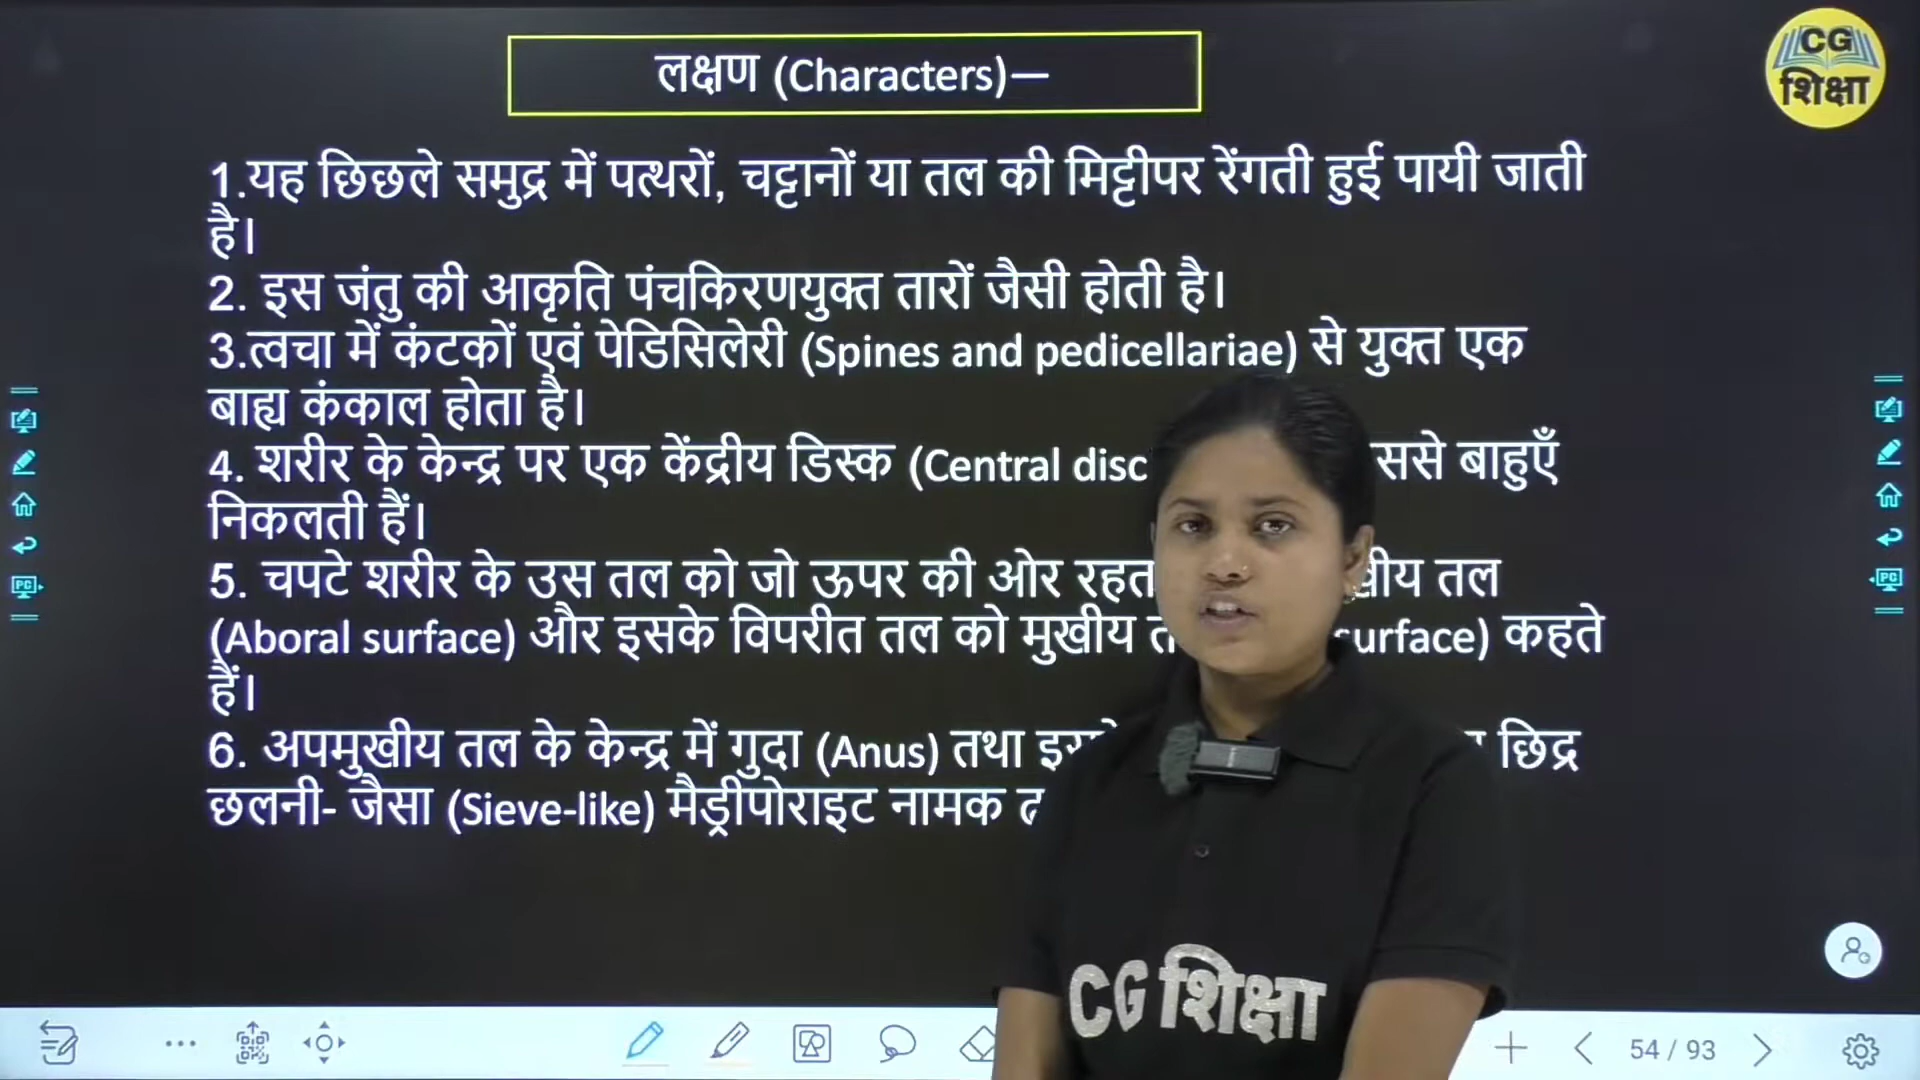 CG
शिक्षा
लक्षण (Characters)—
1.यह छिछले समुद्र में पत्थरों, चट्टानों या तल की मिट्टीपर रेंगती हुई पायी जाती
है।
2. इस जंतु की आकृति पंचकिरणयुक्त तारों जैसी होती है।
3.त्वचा में कंटकों एवं पेडिसिलेरी (Spines and pedicellariae) से युक्त एक
बाह्य कंकाल होता है।
4. शरीर के केन्द्र पर एक केंद्रीय डिस्क (Central disc बाहुएँ
निकलती हैं।
5. चपटे शरीर के उस तल को जो ऊपर की ओर तल
(Aboral surface) और इसके विपरीत तल को मुखीय कहते
हैं।
6. अपमुखीय तल के केन्द्र में गुदा (Anus) तथा छिद्र
छलनी- जैसा (Sieve-like) मैड्रीपोराइट नामक
PC
PC
CG शिक्षा
54 / 93